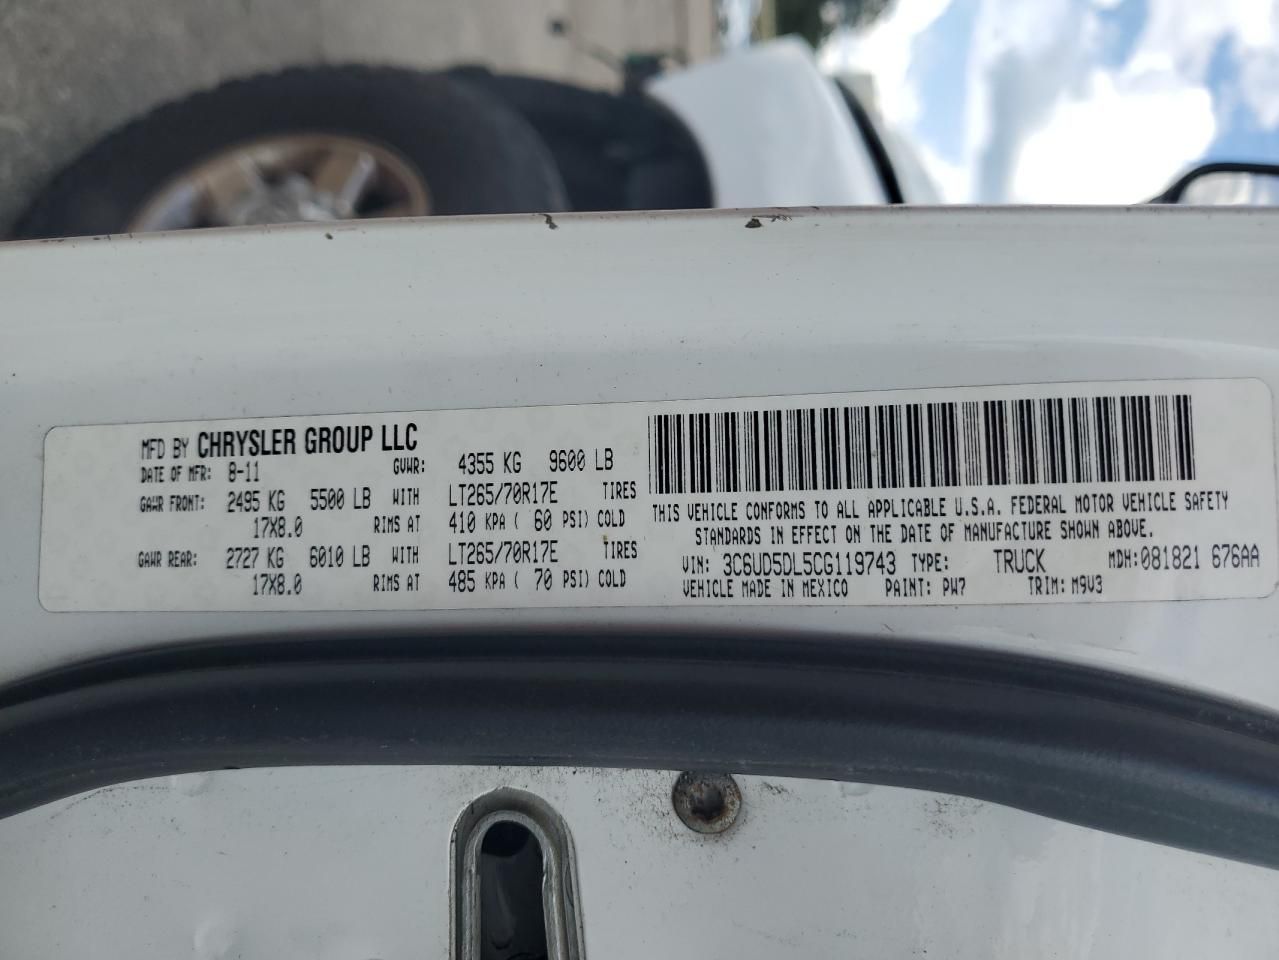 MFD BY CHRYSLER GROUP LLC
DATE OF MFR: 8-11 GVWR: 4355 KG 9600 LB
GAWR FRONT: 2495 KG 5500 LB WITH LT265/70R17E TIRES
17X8.0 RIMS AT 410 KPA ( 60 PSI) COLD
GAWR REAR: 2727 KG 6010 LB WITH LT265/70R17E TIRES
17X8.0 RIMS AT 485 KPA ( 70 PSI) COLD
THIS VEHICLE CONFORMS TO ALL APPLICABLE U.S.A. FEDERAL MOTOR VEHICLE SAFETY
STANDARDS IN EFFECT ON THE DATE OF MANUFACTURE SHOWN ABOVE.
VIN: 3C6UD5DL5CG119743 TYPE: TRUCK MDH:081821 676AA
VEHICLE MADE IN MEXICO PAINT: PW7 TRIM: M9V3